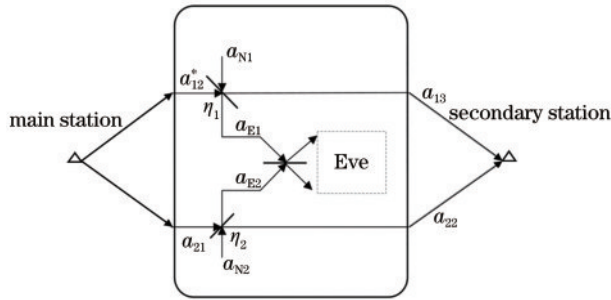 a_N1
a*_12
a_13
η_1
main station
secondary station
a_E1
Eve
a_E2
a_21
η_2
a_22
a_N2